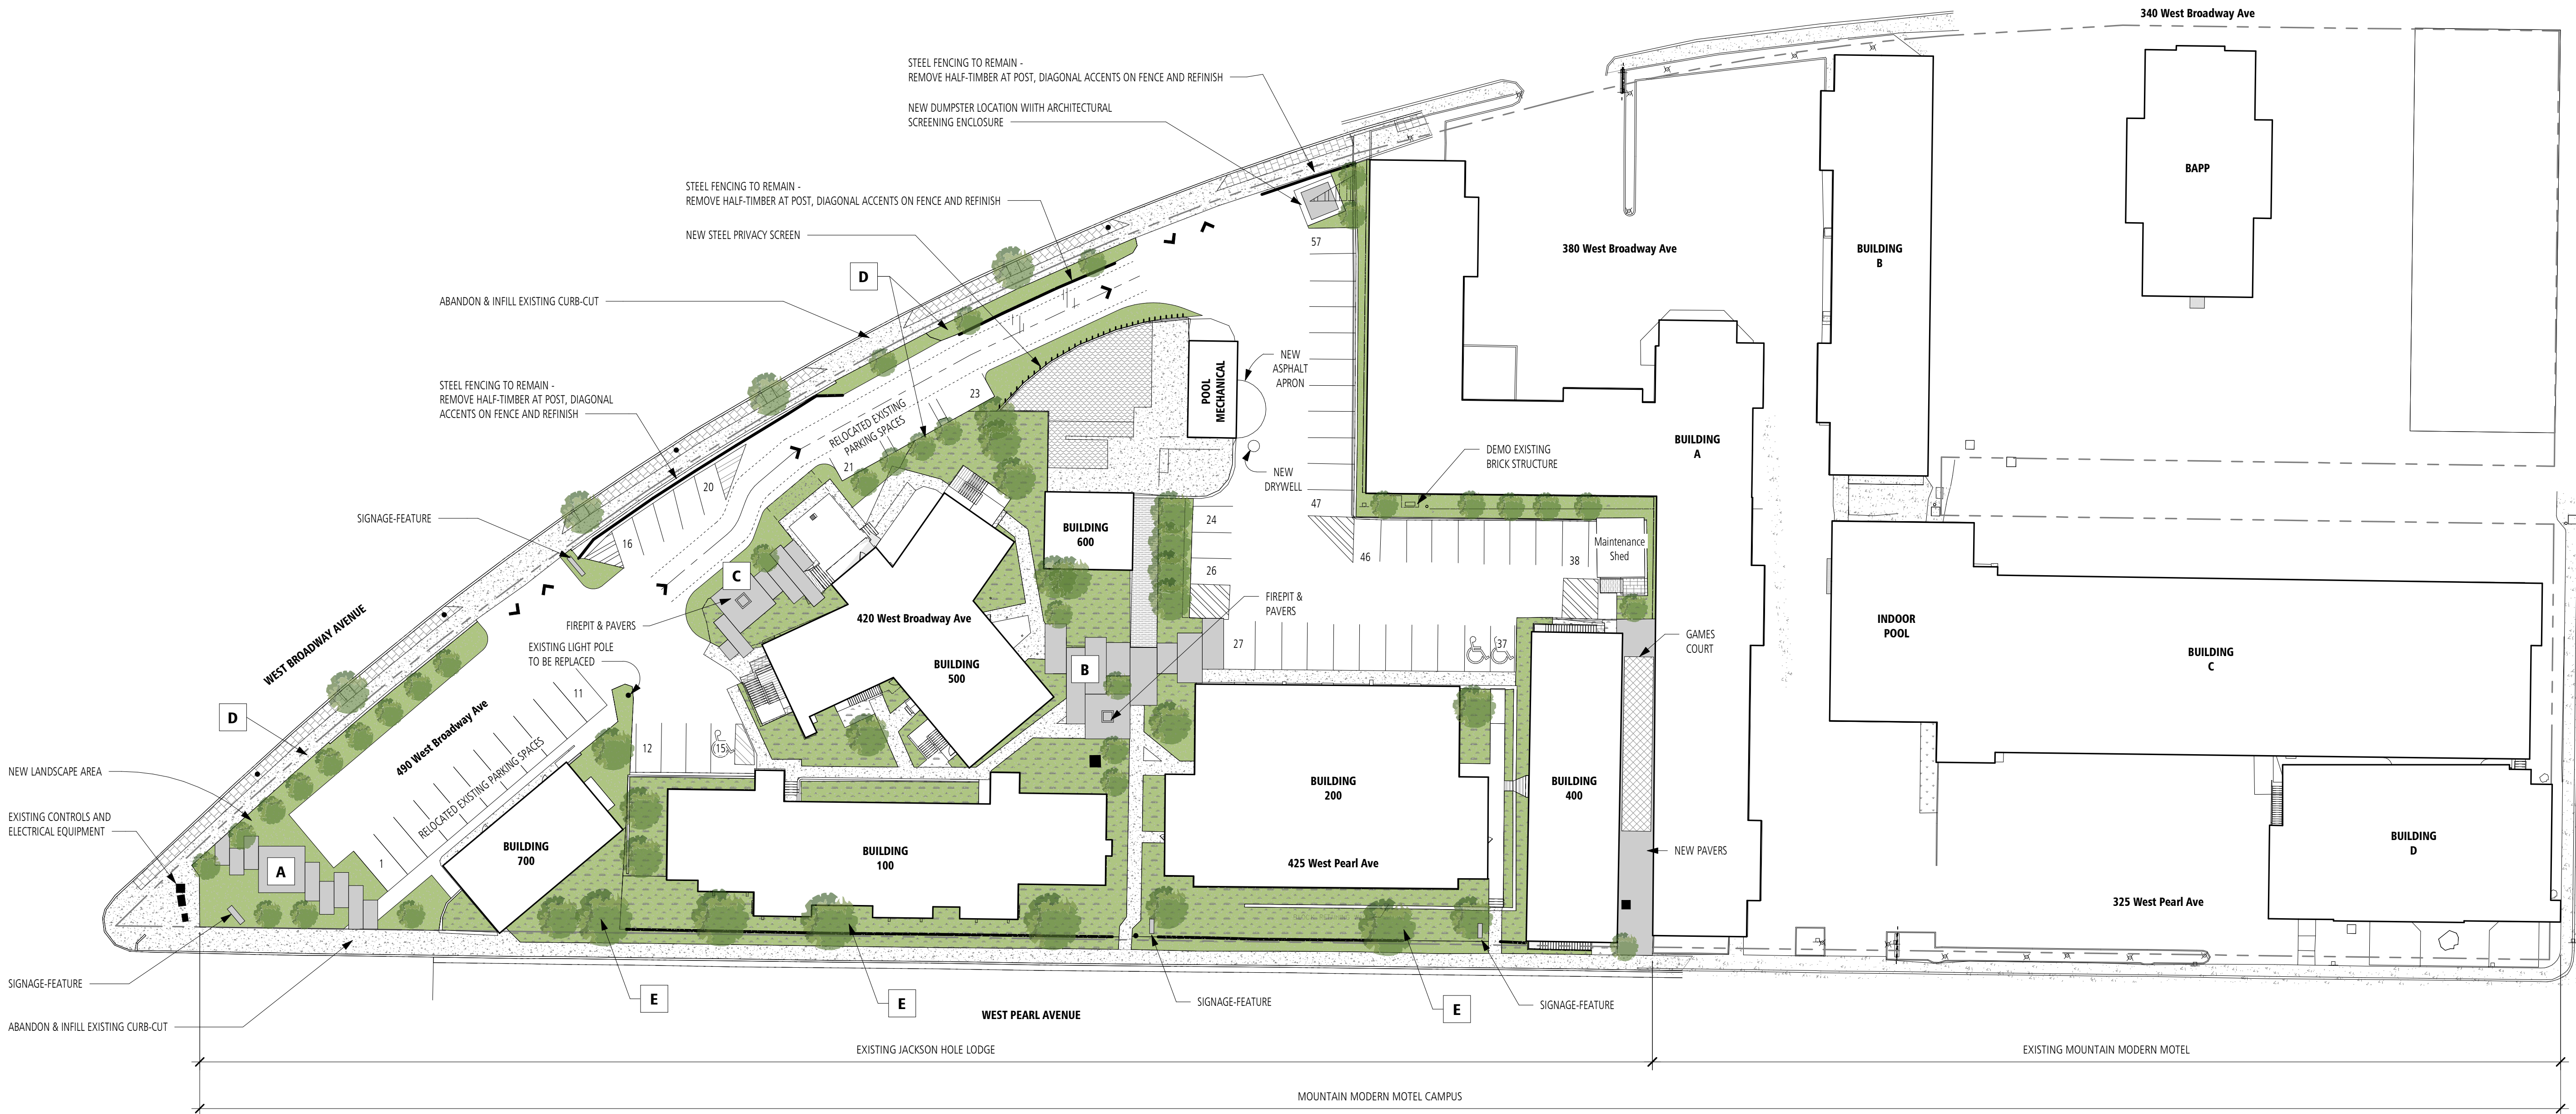 340 West Broadway Ave
STEEL FENCING TO REMAIN -
REMOVE HALF-TIMBER AT POST, DIAGONAL ACCENTS ON FENCE AND REFINISH
NEW DUMPSTER LOCATION WIITH ARCHITECTURAL
SCREENING ENCLOSURE
STEEL FENCING TO REMAIN -
REMOVE HALF-TIMBER AT POST, DIAGONAL ACCENTS ON FENCE AND REFINISH
NEW STEEL PRIVACY SCREEN
D
ABANDON & INFILL EXISTING CURB-CUT
STEEL FENCING TO REMAIN -
REMOVE HALF-TIMBER AT POST, DIAGONAL
ACCENTS ON FENCE AND REFINISH
SIGNAGE-FEATURE
57
380 West Broadway Ave
BUILDING
B
BAPP
NEW
ASPHALT
APRON
POOL
MECHANICAL
23
RELOCATED EXISTING
PARKING SPACES
21
20
16
BUILDING
A
DEMO EXISTING
BRICK STRUCTURE
NEW
DRYWELL
47
24
26
46
38
Maintenance
Shed
BUILDING
600
C
FIREPIT & PAVERS
420 West Broadway Ave
BUILDING
500
FIREPIT &
PAVERS
B
27
37
GAMES
COURT
INDOOR
POOL
BUILDING
C
WEST BROADWAY AVENUE
EXISTING LIGHT POLE
TO BE REPLACED
D
490 West Broadway Ave
11
12
15
RELOCATED EXISTING PARKING SPACES
1
NEW LANDSCAPE AREA
EXISTING CONTROLS AND
ELECTRICAL EQUIPMENT
A
BUILDING
700
BUILDING
100
BUILDING
200
425 West Pearl Ave
BUILDING
400
NEW PAVERS
BUILDING
D
325 West Pearl Ave
SIGNAGE-FEATURE
ABANDON & INFILL EXISTING CURB-CUT
E
E
SIGNAGE-FEATURE
E
SIGNAGE-FEATURE
WEST PEARL AVENUE
EXISTING JACKSON HOLE LODGE
EXISTING MOUNTAIN MODERN MOTEL
MOUNTAIN MODERN MOTEL CAMPUS